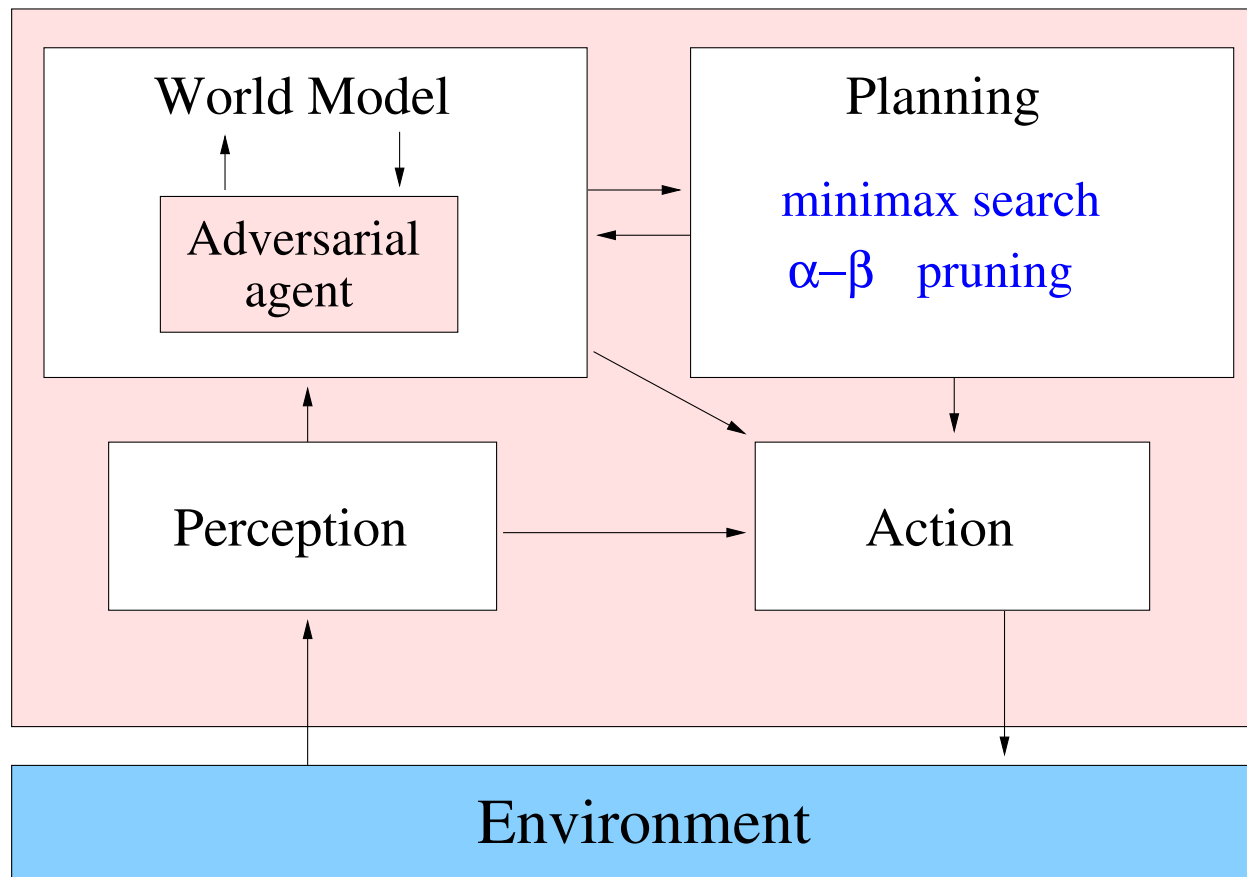 World Model
Adversarial
agent
Planning
minimax search
α–β pruning
Perception
Action
Environment